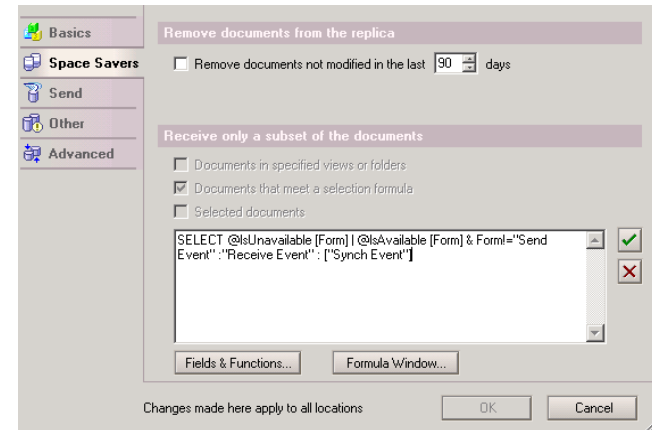 Basics
Space Savers
Send
Other
Advanced
Remove documents from the replica
Remove documents not modified in the last 90 days
Receive only a subset of the documents
Documents in specified views or folders
Documents that meet a selection formula
Selected documents
SELECT @IsUnavailable [Form] | @IsAvailable [Form] & Form!="Send
Event" :"Receive Event" : ["Synch Event"]
Fields & Functions...
Formula Window...
Changes made here apply to all locations
OK
Cancel